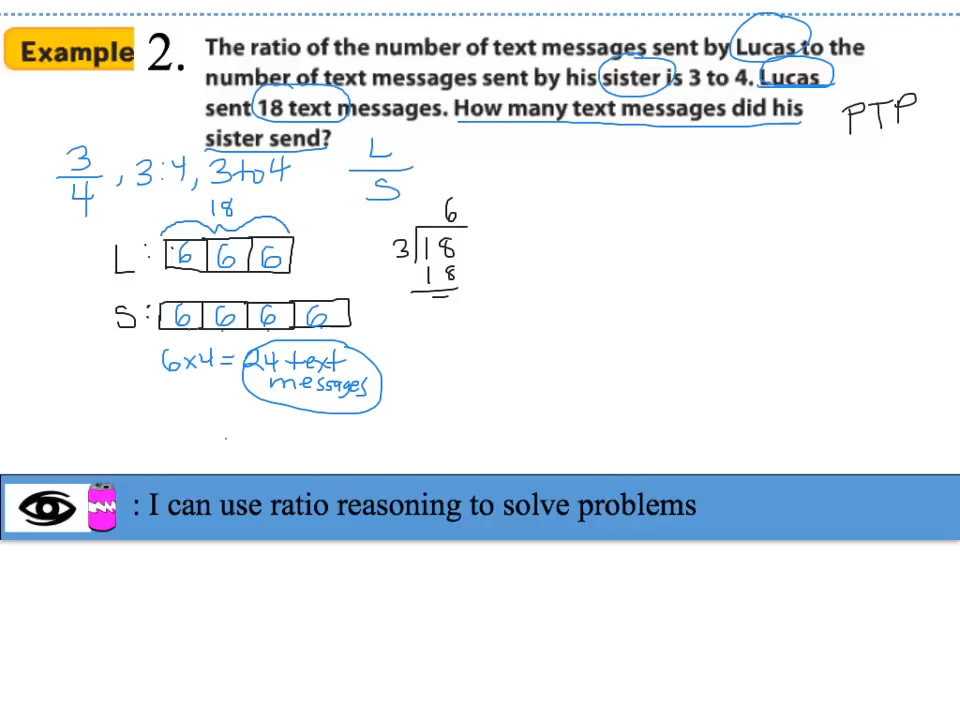 Example 2. The ratio of the number of text messages sent by Lucas to the
number of text messages sent by his sister is 3 to 4. Lucas
sent 18 text messages. How many text messages did his
sister send?
PTP
3/4, 3:4, 3 to 4
L/S
18
L: 6 6 6
6
3 18
18
S: 6 6 6 6
6x4 = 24 text
messages
: I can use ratio reasoning to solve problems